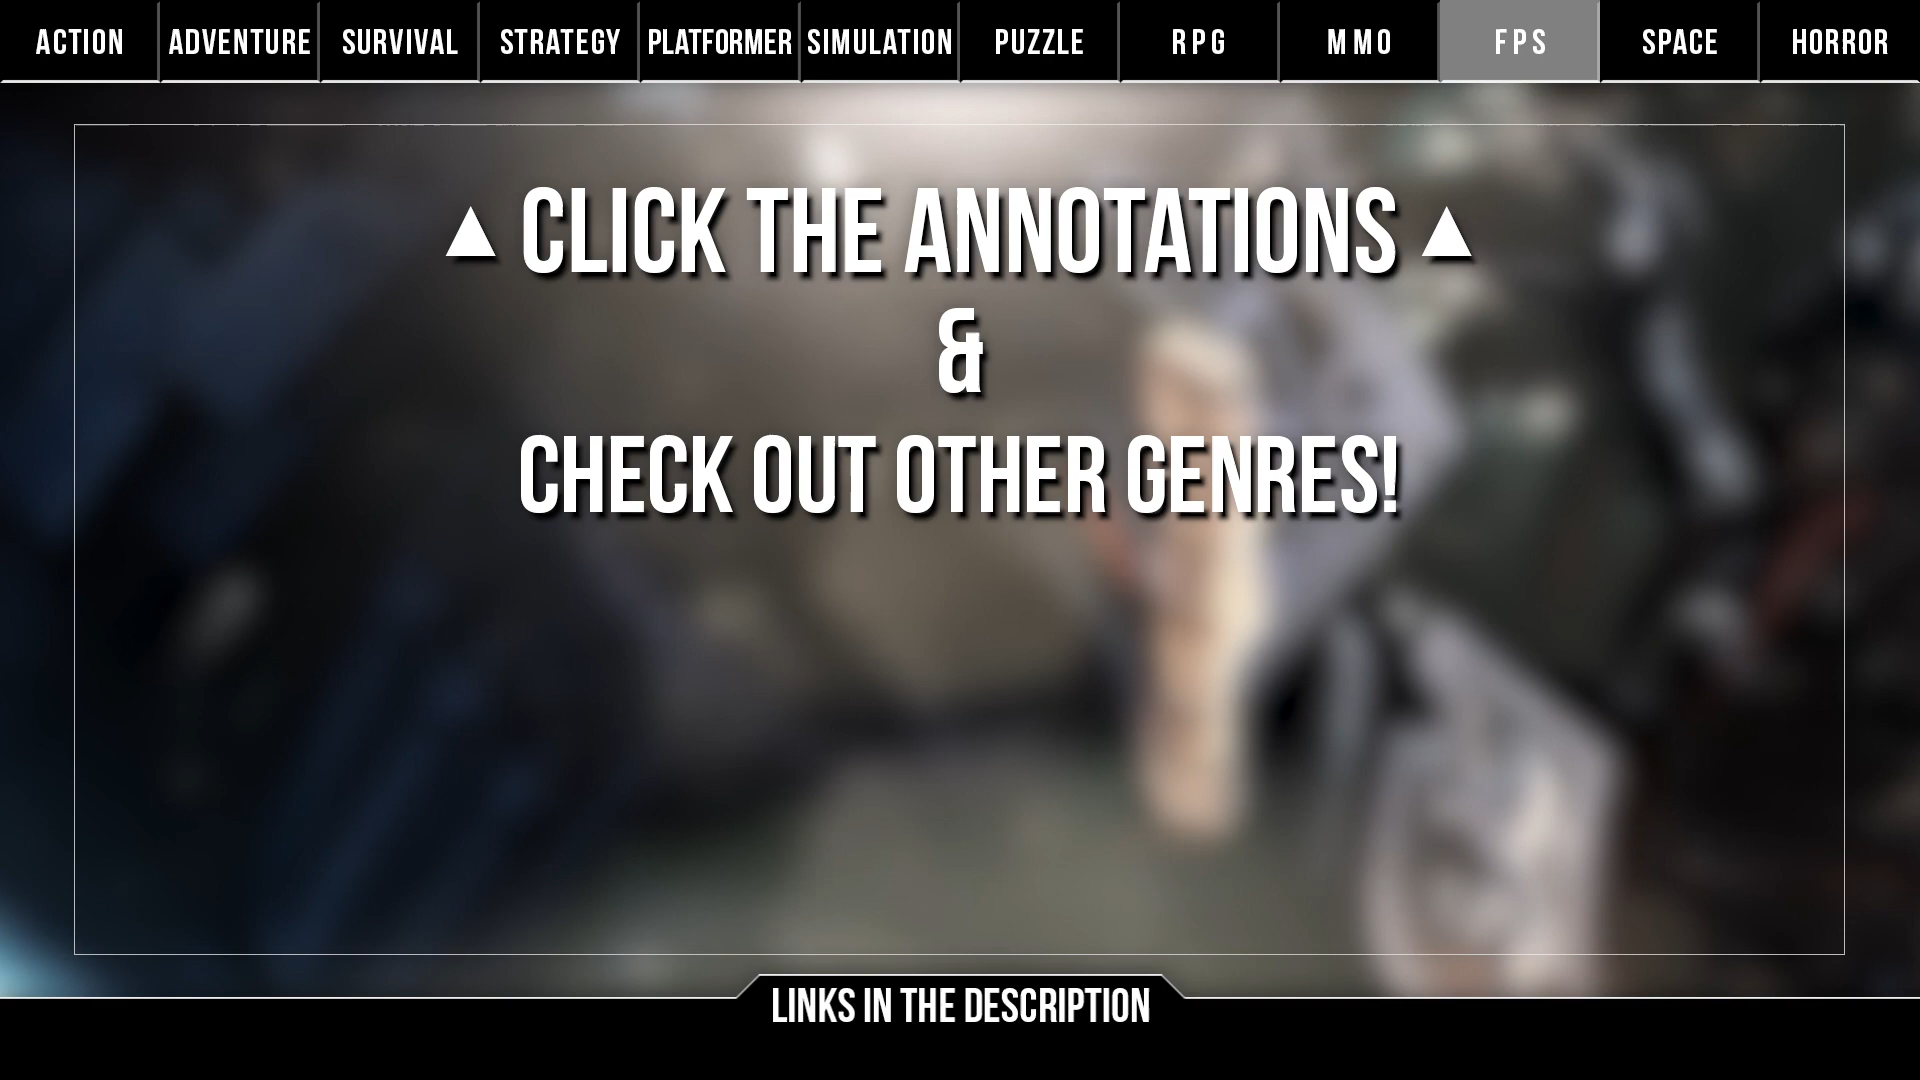 ACTION ADVENTURE SURVIVAL STRATEGY PLATFORMER SIMULATION PUZZLE RPG MMO FPS SPACE HORROR
▲ CLICK THE ANNOTATIONS ▲
&
CHECK OUT OTHER GENRES!
LINKS IN THE DESCRIPTION